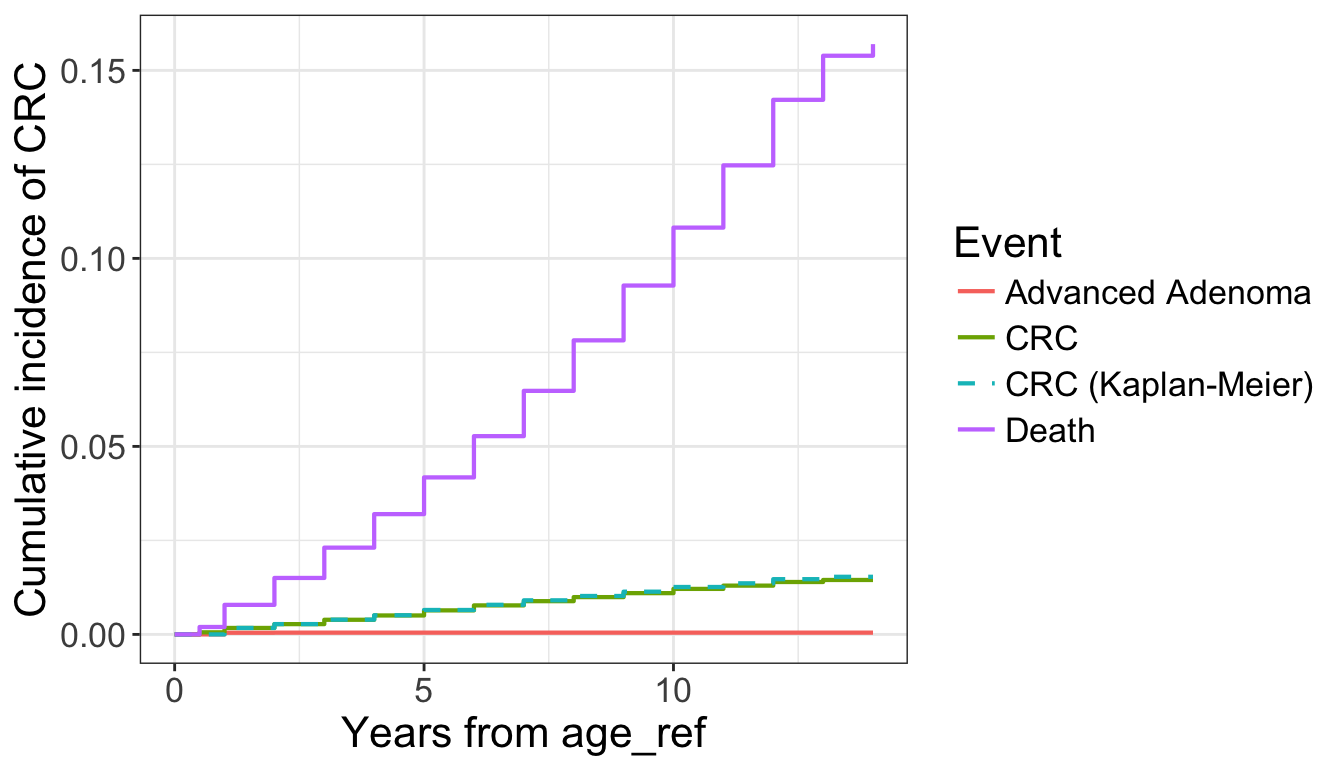 Cumulative incidence of CRC
0.15
0.10
0.05
0.00
0 5 10
Years from age_ref
Event
Advanced Adenoma
CRC
CRC (Kaplan-Meier)
Death